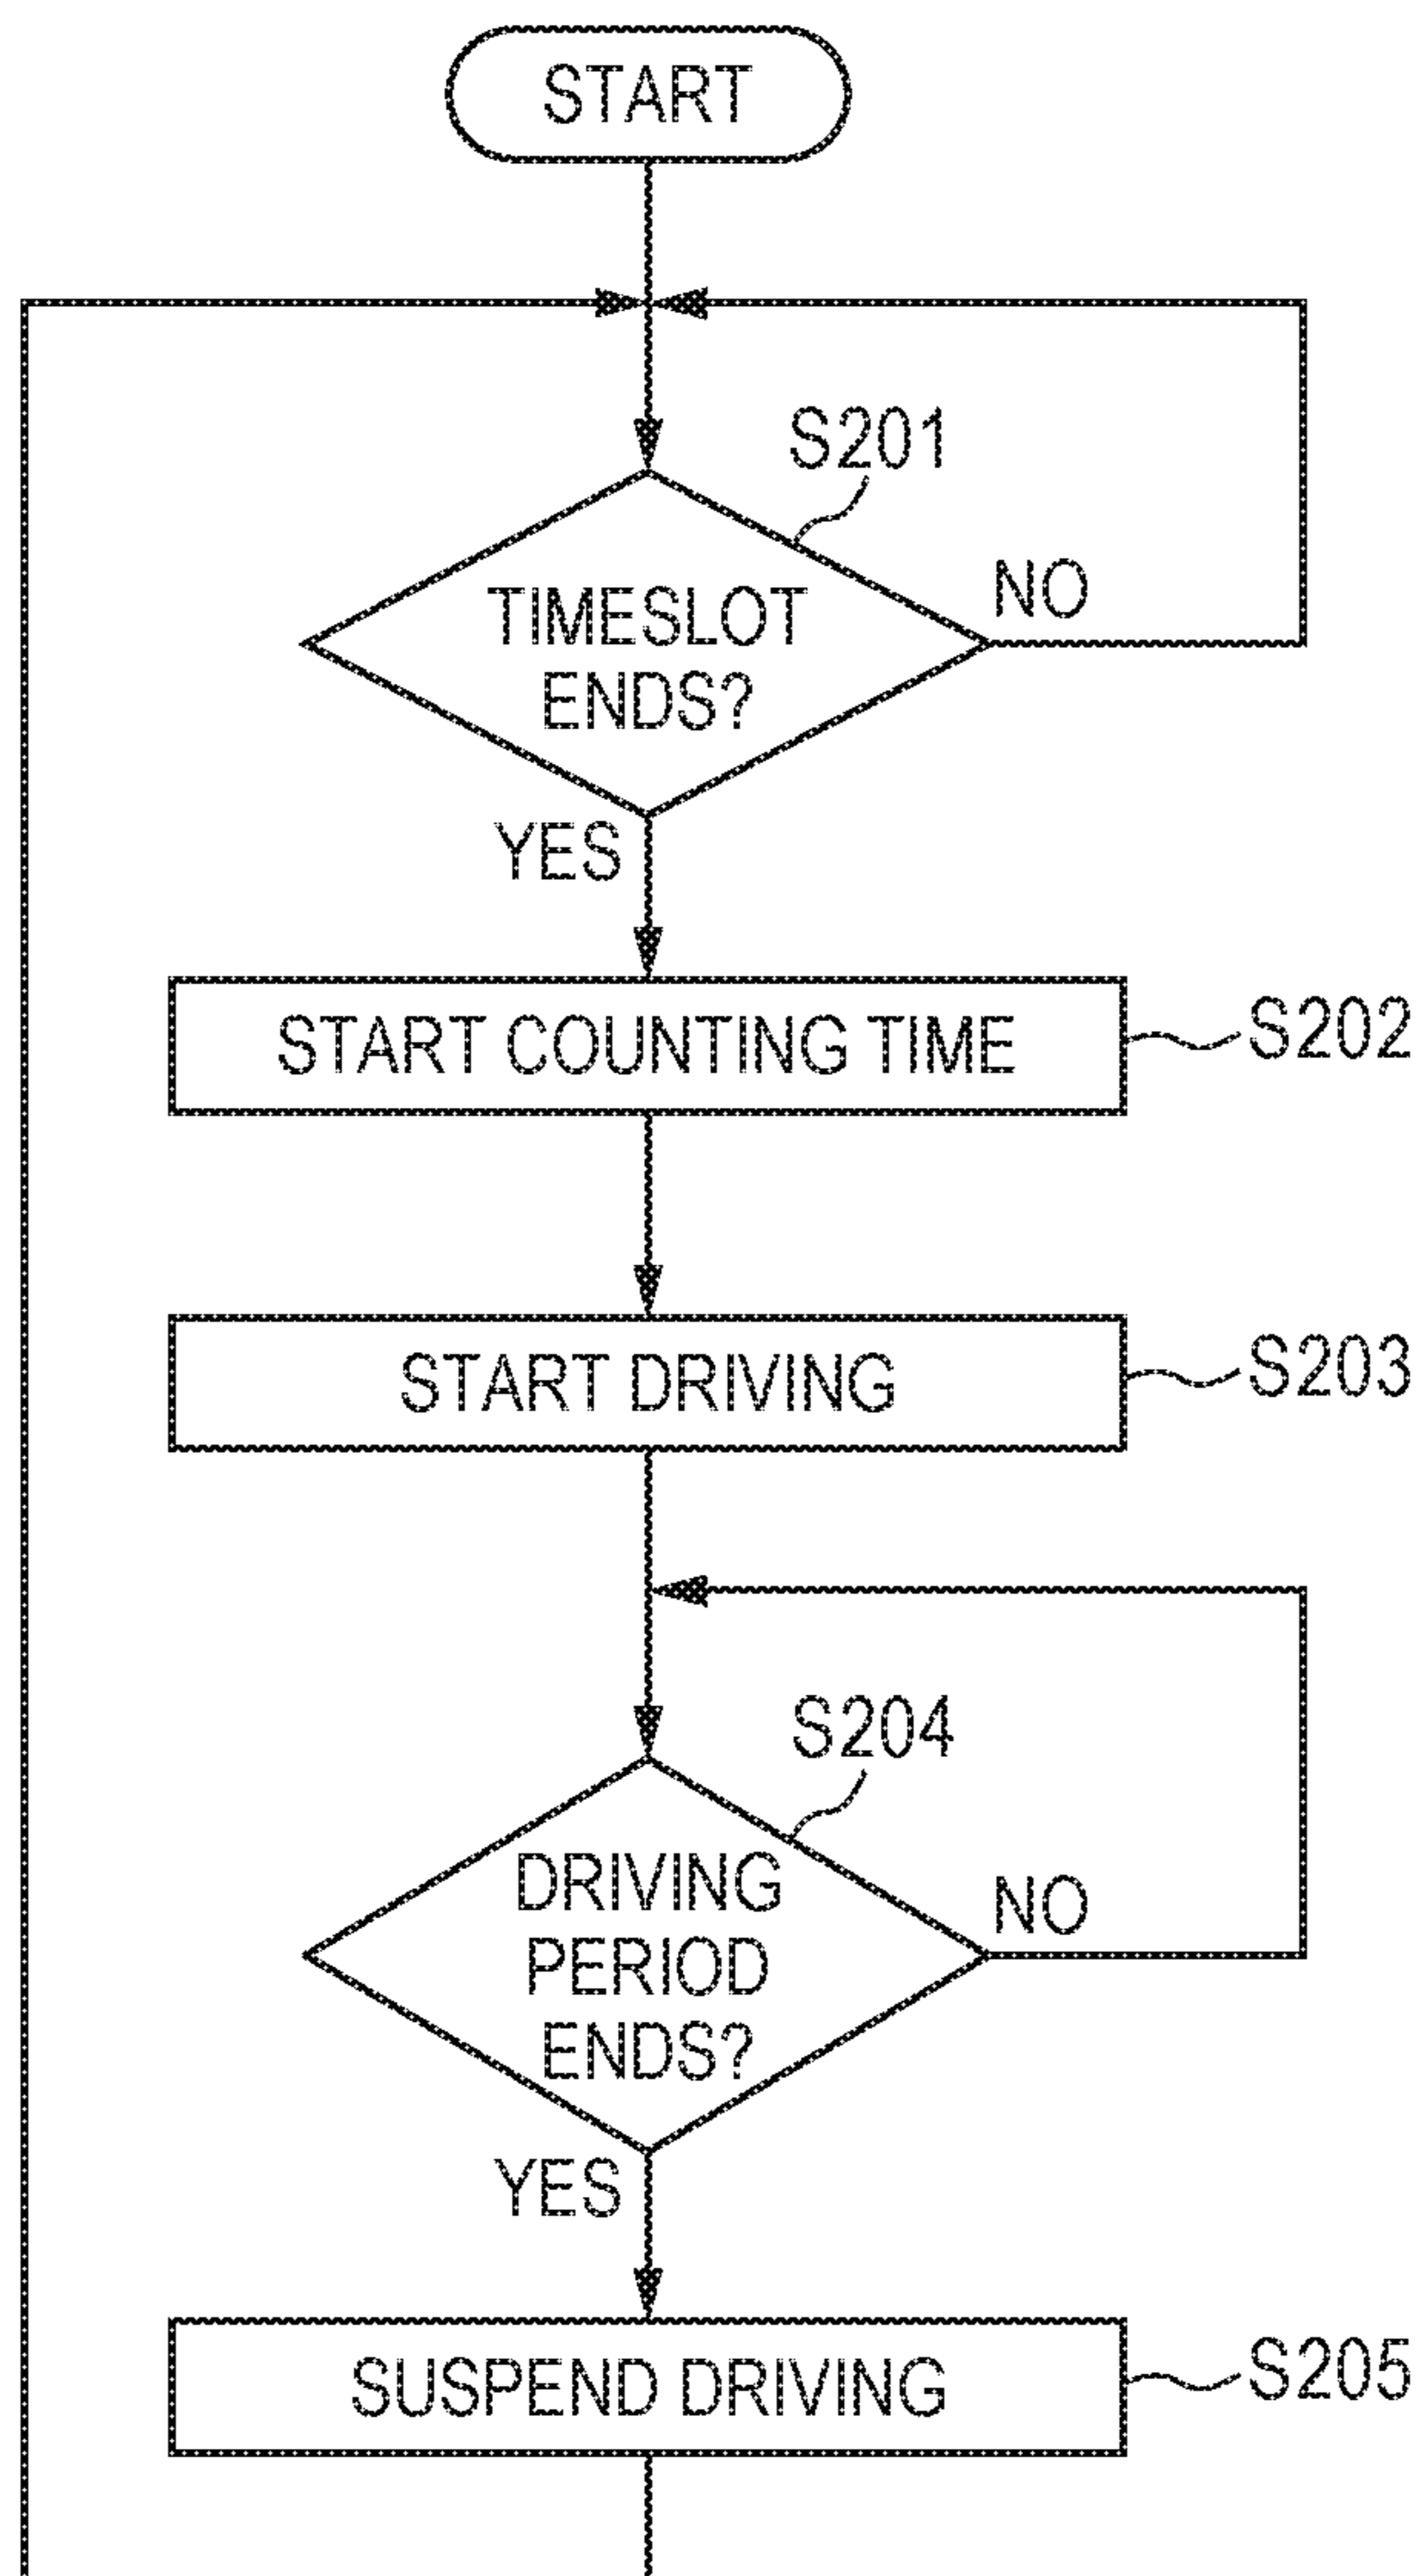 START
S201
TIMESLOT
ENDS?
NO
YES
START COUNTING TIME
S202
START DRIVING
S203
S204
DRIVING
PERIOD
ENDS?
NO
YES
SUSPEND DRIVING
S205